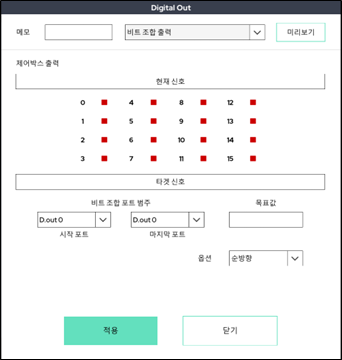 Digital Out
메모 비트 조합 출력 미리보기
제어박스 출력
현재 신호
0 4 8 12
1 5 9 13
2 6 10 14
3 7 11 15
타겟 신호
비트 조합 포트 범주 목표값
D.out 0 D.out 0
시작 포트 마지막 포트
옵션 순방향
적용 닫기